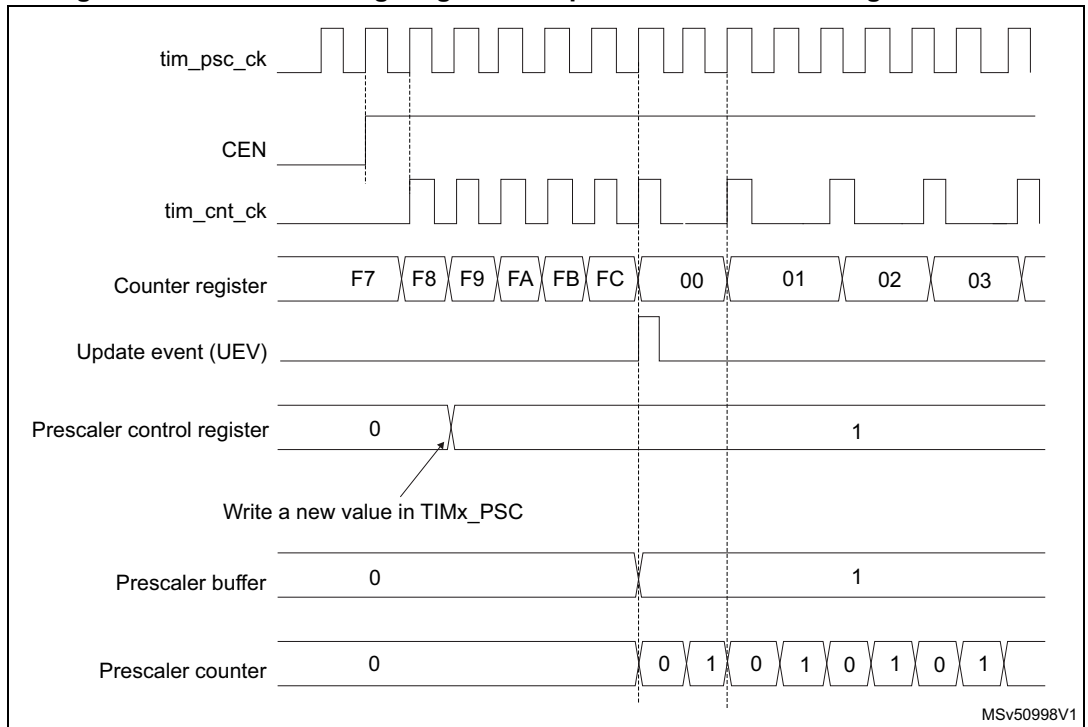 tim_psc_ck
CEN
tim_cnt_ck
Counter register F7 F8 F9 FA FB FC 00 01 02 03
Update event (UEV)
Prescaler control register 0 1
Write a new value in TIMx_PSC
Prescaler buffer 0 1
Prescaler counter 0 0 1 0 1 0 1 0 1
MSv50998V1